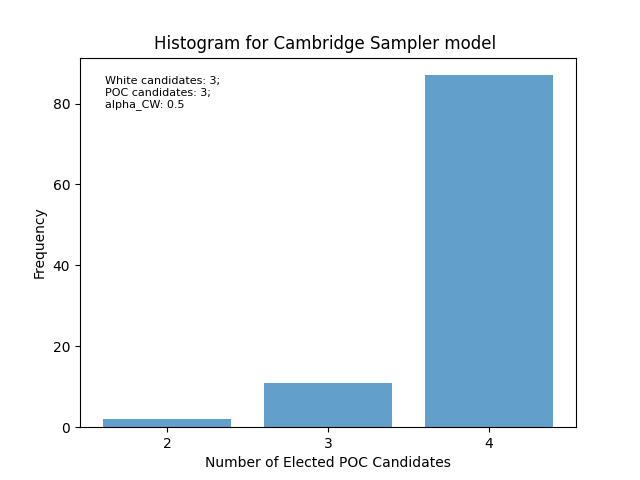 Histogram for Cambridge Sampler model
White candidates: 3;
POC candidates: 3;
alpha_CW: 0.5
Frequency
80
60
40
20
0
2 3 4
Number of Elected POC Candidates